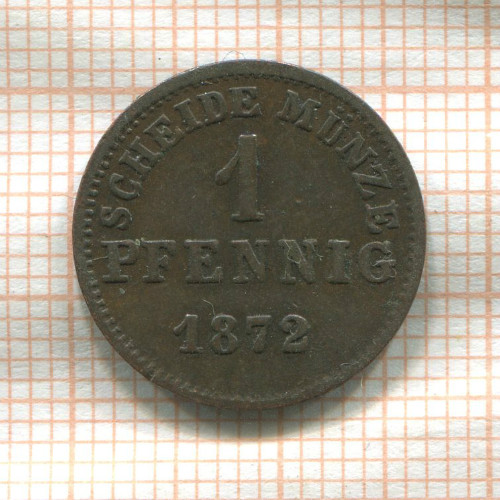 SCHEIDE MÜNZE
1
PFENNIG
1872